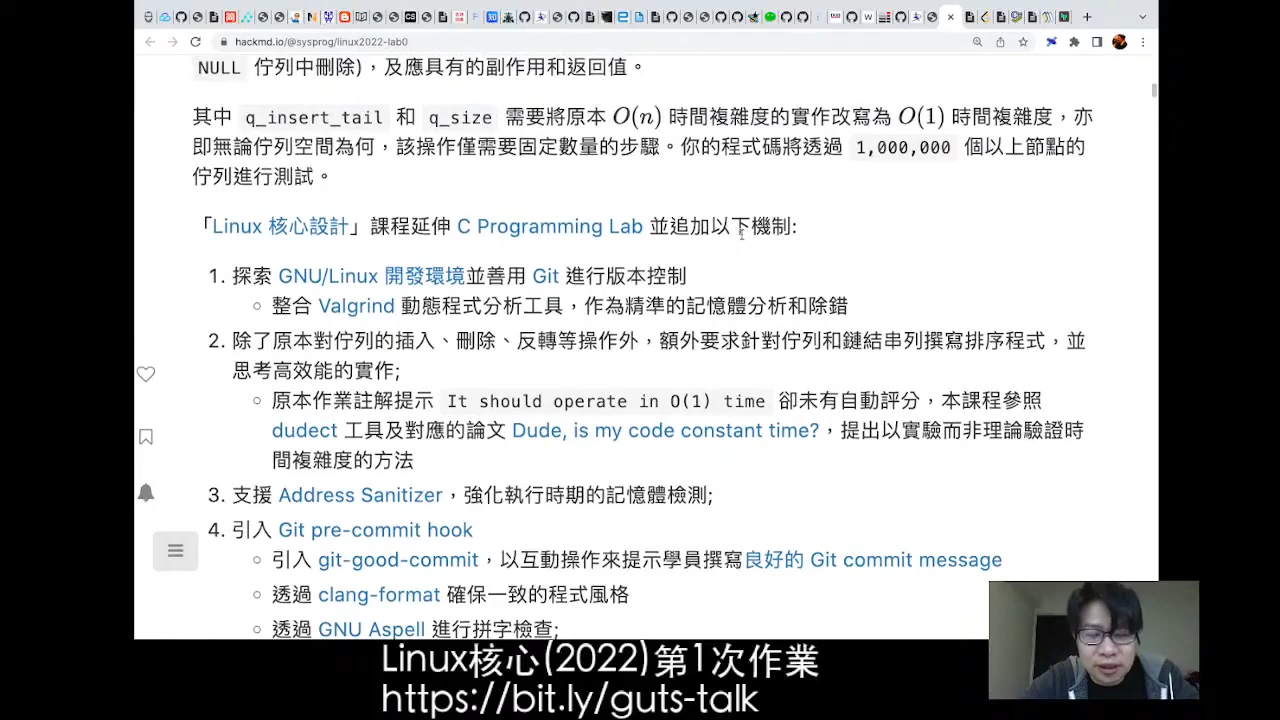 hackmd.io/@sysprog/linux2022-lab0
NULL 佇列中刪除)，及應具有的副作用和返回值。
其中 q_insert_tail 和 q_size 需要將原本 O(n) 時間複雜度的實作改寫為 O(1) 時間複雜度，亦
即無論佇列空間為何，該操作僅需要固定數量的步驟。你的程式碼將透過 1,000,000 個以上節點的
佇列進行測試。
「Linux 核心設計」課程延伸 C Programming Lab 並追加以下機制:
1. 探索 GNU/Linux 開發環境並善用 Git 進行版本控制
整合 Valgrind 動態程式分析工具，作為精準的記憶體分析和除錯
2. 除了原本對佇列的插入、刪除、反轉等操作外，額外要求針對佇列和鏈結串列撰寫排序程式，並
思考高效能的實作;
原本作業註解提示 It should operate in O(1) time 卻未有自動評分，本課程參照
dudect 工具及對應的論文 Dude, is my code constant time?，提出以實驗而非理論驗證時
間複雜度的方法
3. 支援 Address Sanitizer，強化執行時期的記憶體檢測;
4. 引入 Git pre-commit hook
引入 git-good-commit，以互動操作來提示學員撰寫良好的 Git commit message
透過 clang-format 確保一致的程式風格
透過 GNU Aspell 進行拼字檢查;
Linux核心(2022)第1次作業
https://bit.ly/guts-talk